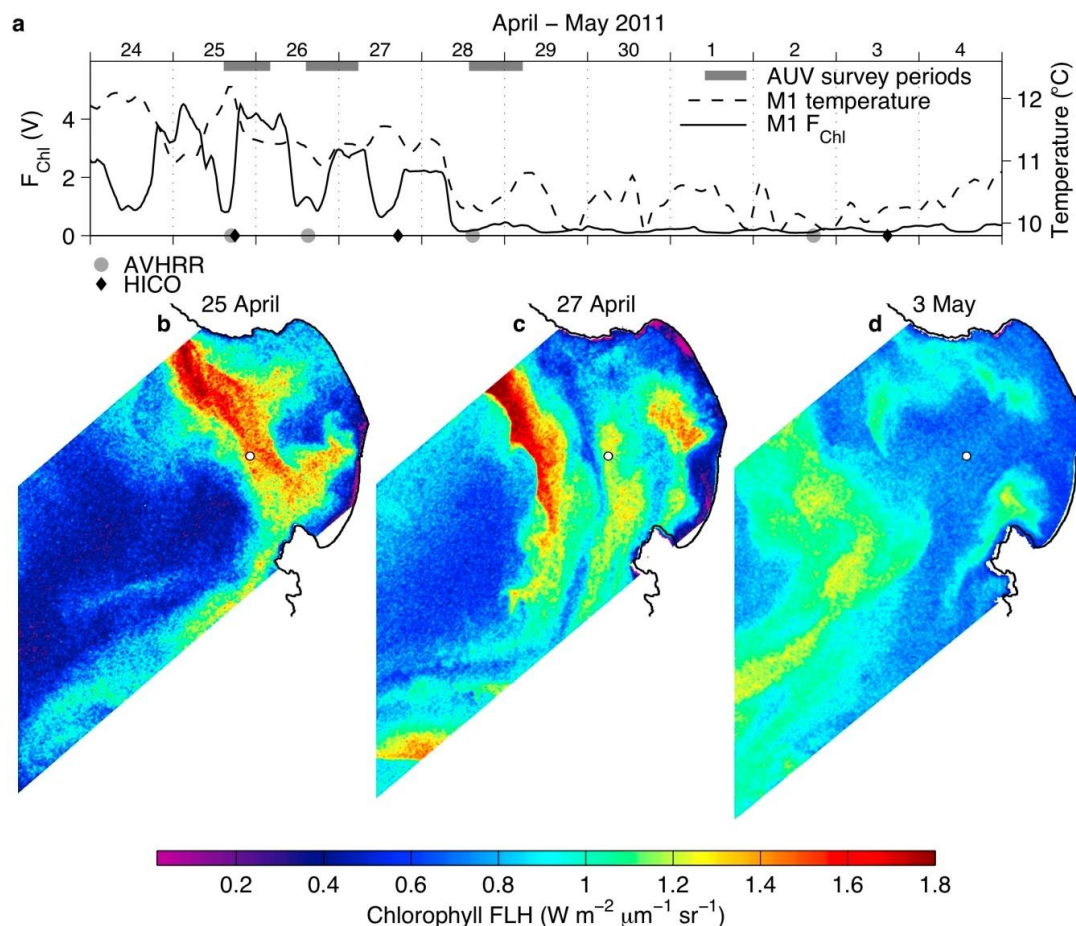 a
April – May 2011
24 25 26 27 28 29 30 1 2 3 4
AUV survey periods
M1 temperature
M1 F_Chl
F_Chl (V)
4
2
0
Temperature (°C)
12
11
10
AVHRR
HICO
b 25 April
c 27 April
d 3 May
0.2 0.4 0.6 0.8 1 1.2 1.4 1.6 1.8
Chlorophyll FLH (W m⁻² μm⁻¹ sr⁻¹)